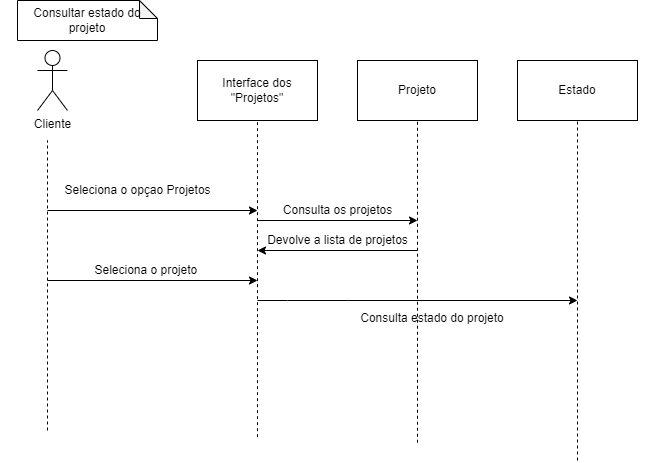 Consultar estado do
projeto
Cliente
Interface dos
"Projetos"
Projeto
Estado
Seleciona o opçao Projetos
Consulta os projetos
Devolve a lista de projetos
Seleciona o projeto
Consulta estado do projeto